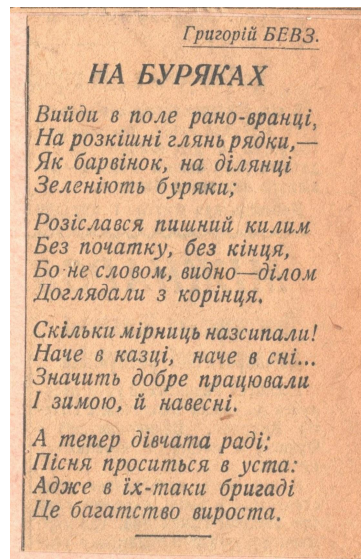 Григорій БЕВЗ.
НА БУРЯКАХ
Вийди в поле рано-вранці,
На розкішні глянь рядки,—
Як барвінок, на ділянці
Зеленіють буряки;
Розіслався пишний килим
Без початку, без кінця,
Бо не словом, видно—ділом
Доглядали з корінця.
Скільки мірниць назсипали!
Наче в казці, наче в сні...
Значить добре працювали
І зимою, й навесні.
А тепер дівчата раді;
Пісня проситься в уста:
Адже в їх-таки бригаді
Це багатство вироста.